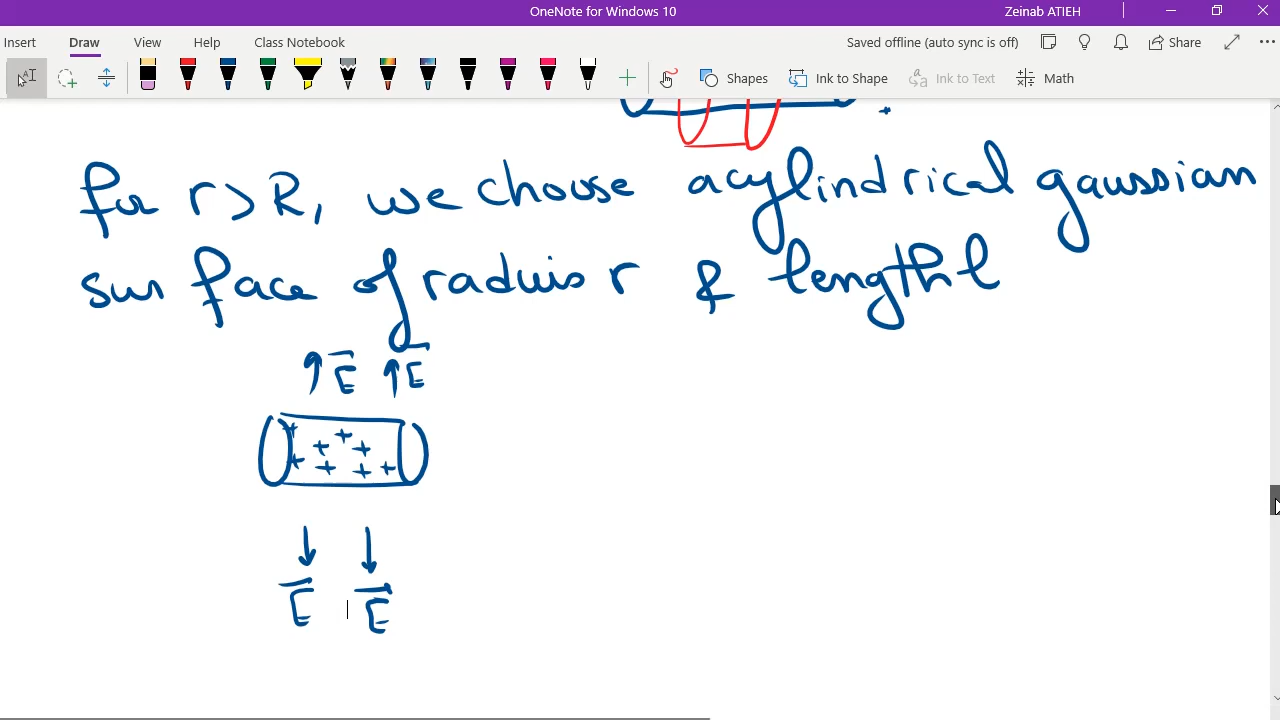 OneNote for Windows 10
Zeinab ATIEH
Insert Draw View Help Class Notebook
Saved offline (auto sync is off) Share
Shapes Ink to Shape Ink to Text Math
+
for r > R, we choose a cylindrical gaussian
surface of raduis r & length l
↑ E ↑ E
+ + + + + + + + +
↓ ↓
E E